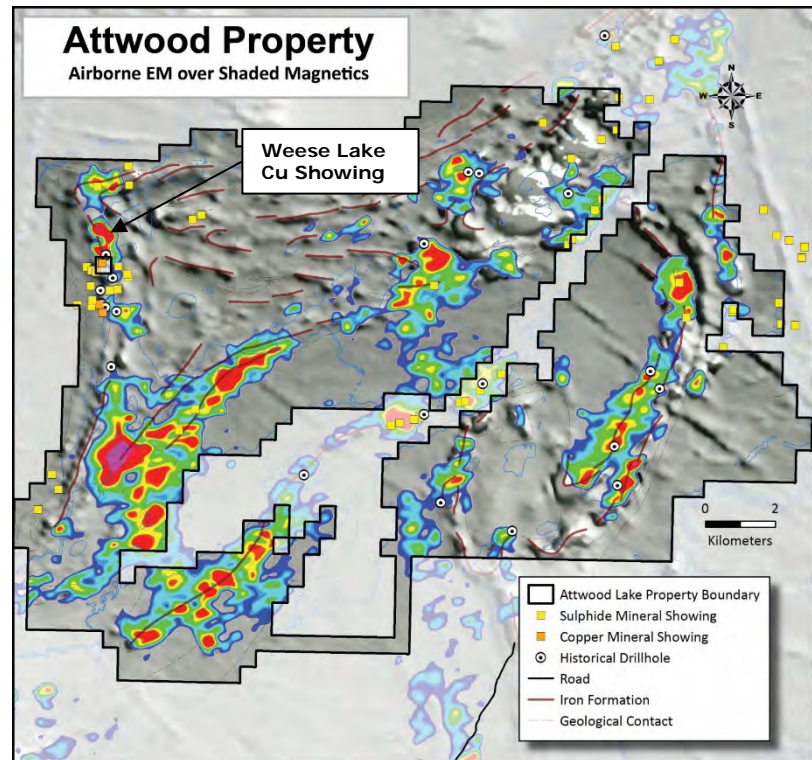 Attwood Property
Airborne EM over Shaded Magnetics
N
W E
S
Weese Lake
Cu Showing
0 2
Kilometers
Attwood Lake Property Boundary
Sulphide Mineral Showing
Copper Mineral Showing
Historical Drillhole
Road
Iron Formation
Geological Contact